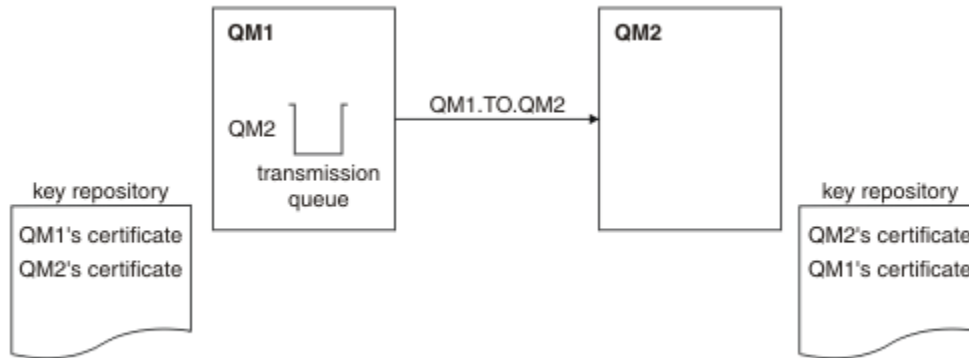 QM1
QM2
QM1.TO.QM2
QM2
transmission
queue
key repository
QM1's certificate
QM2's certificate
key repository
QM2's certificate
QM1's certificate